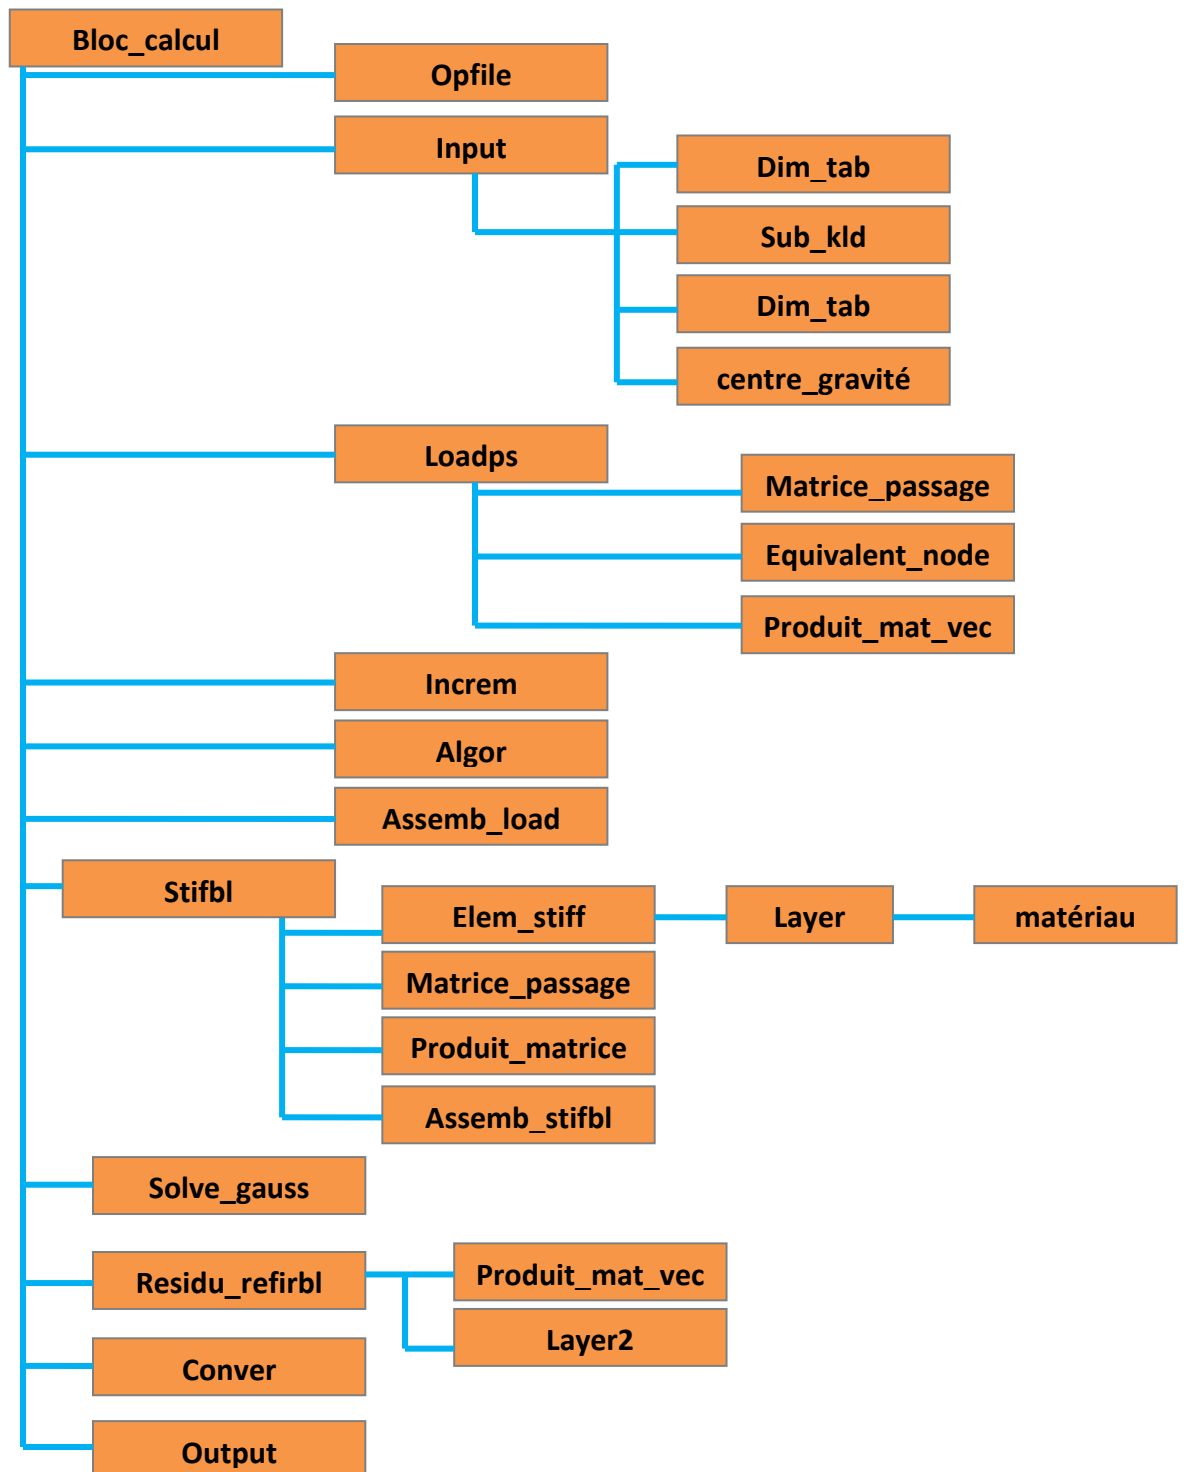 Bloc_calcul
Opfile
Input
Dim_tab
Sub_kld
Dim_tab
centre_gravité
Loadps
Matrice_passage
Equivalent_node
Produit_mat_vec
Increm
Algor
Assemb_load
Stifbl
Elem_stiff
Layer
matériau
Matrice_passage
Produit_matrice
Assemb_stifbl
Solve_gauss
Residu_refirbl
Produit_mat_vec
Layer2
Conver
Output